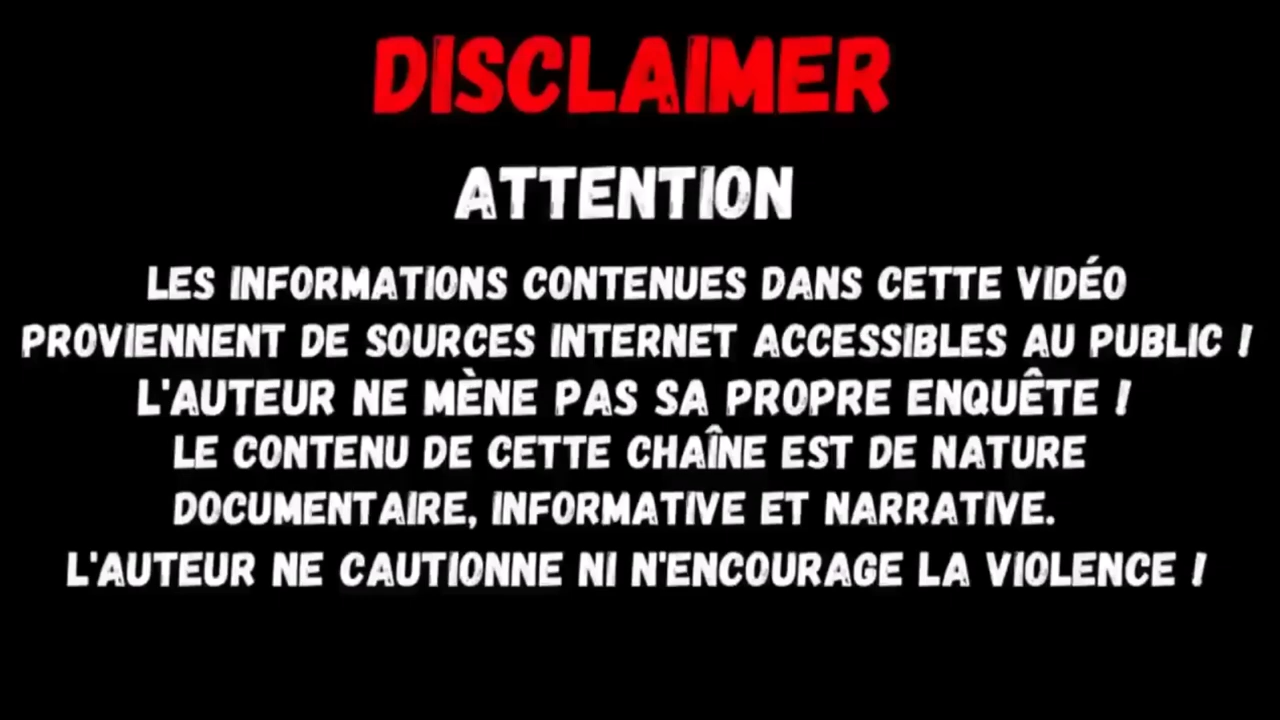 DISCLAIMER
ATTENTION
LES INFORMATIONS CONTENUES DANS CETTE VIDÉO
PROVIENNENT DE SOURCES INTERNET ACCESSIBLES AU PUBLIC !
L'AUTEUR NE MÈNE PAS SA PROPRE ENQUÊTE !
LE CONTENU DE CETTE CHAÎNE EST DE NATURE
DOCUMENTAIRE, INFORMATIVE ET NARRATIVE.
L'AUTEUR NE CAUTIONNE NI N'ENCOURAGE LA VIOLENCE !